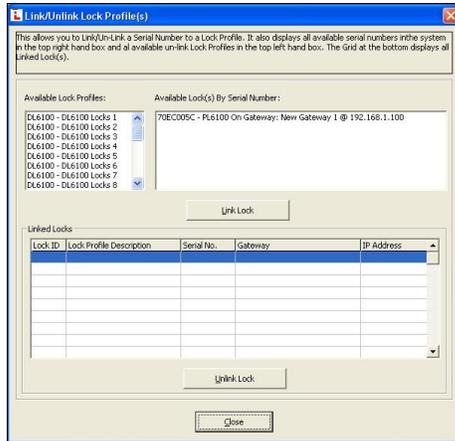 Link/Unlink Lock Profile(s)
This allows you to Link/Un-Link a Serial Number to a Lock Profile. It also displays all available serial numbers inthe system
in the top right hand box and al available un-link Lock Profiles in the top left hand box. The Grid at the bottom displays all
Linked Lock(s).
Available Lock Profiles:
Available Lock(s) By Serial Number:
DL6100 - DL6100 Locks 1
DL6100 - DL6100 Locks 2
DL6100 - DL6100 Locks 3
DL6100 - DL6100 Locks 4
DL6100 - DL6100 Locks 5
DL6100 - DL6100 Locks 6
DL6100 - DL6100 Locks 7
DL6100 - DL6100 Locks 8
70EC005C - PL6100 On Gateway: New Gateway 1 @ 192.168.1.100
Link Lock
Linked Locks
Lock ID Lock Profile Description Serial No. Gateway IP Address
Unlink Lock
Close